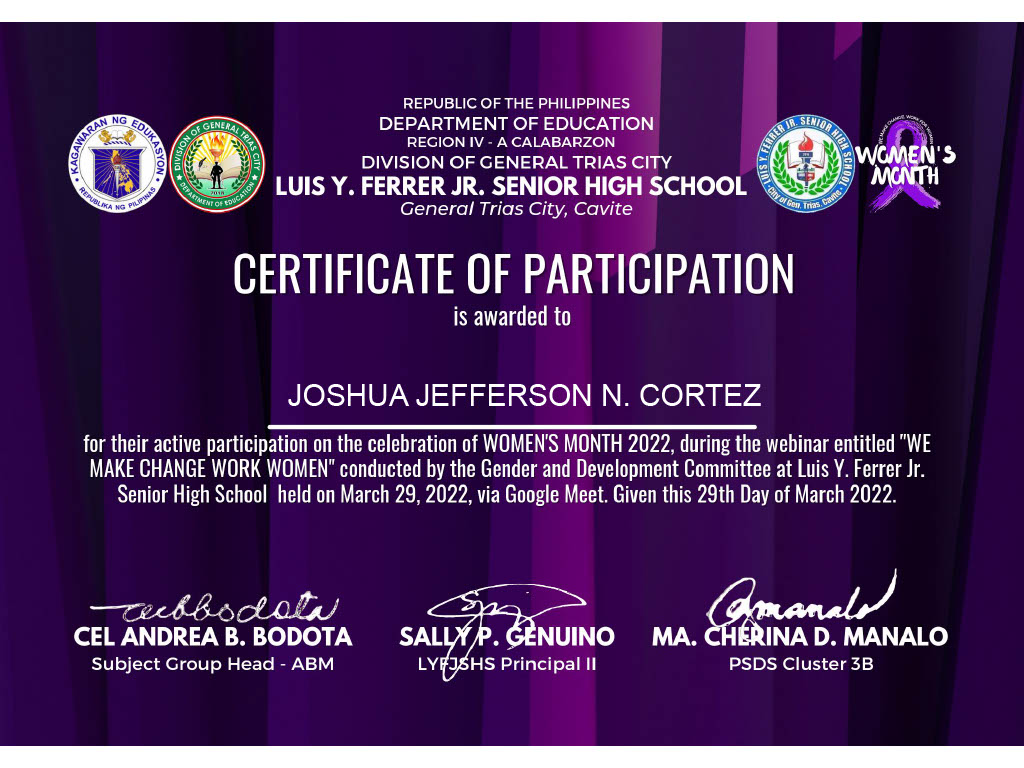 REPUBLIC OF THE PHILIPPINES
DEPARTMENT OF EDUCATION
REGION IV - A CALABARZON
DIVISION OF GENERAL TRIAS CITY
LUIS Y. FERRER JR. SENIOR HIGH SCHOOL
General Trias City, Cavite
KAGAWARAN NG EDUKASYON
REPUBLIKA NG PILIPINAS
DIVISION OF GENERAL TRIAS CITY
DEPARTMENT OF EDUCATION
LUIS Y. FERRER JR. SENIOR HIGH SCHOOL
City of Gen. Trias, Cavite
WOMEN'S
MONTH
CERTIFICATE OF PARTICIPATION
is awarded to
JOSHUA JEFFERSON N. CORTEZ
for their active participation on the celebration of WOMEN'S MONTH 2022, during the webinar entitled "WE
MAKE CHANGE WORK WOMEN" conducted by the Gender and Development Committee at Luis Y. Ferrer Jr.
Senior High School held on March 29, 2022, via Google Meet. Given this 29th Day of March 2022.
CEL ANDREA B. BODOTA
Subject Group Head - ABM
SALLY P. GENUINO
LYFJSHS Principal II
MA. CHERINA D. MANALO
PSDS Cluster 3B